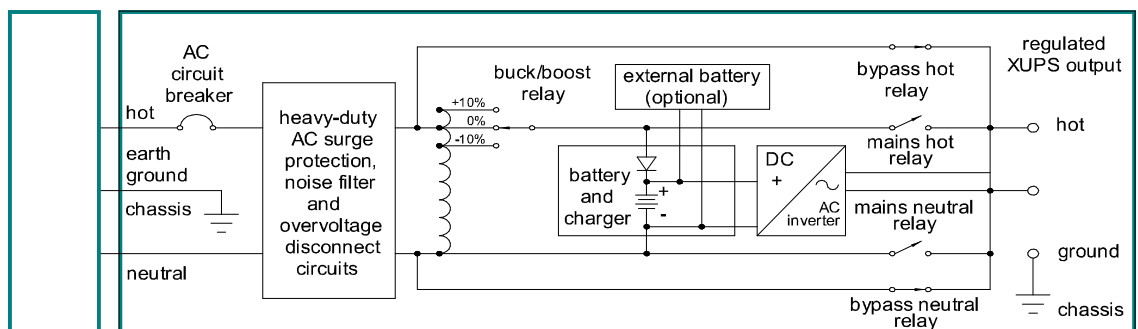 AC
circuit
breaker
hot
earth
ground
chassis
neutral
heavy-duty
AC surge
protection,
noise filter
and
overvoltage
disconnect
circuits
+10%
0%
-10%
buck/boost
relay
external battery
(optional)
battery
and
charger
+
-
DC
+
AC
inverter
bypass hot
relay
mains hot
relay
mains neutral
relay
bypass neutral
relay
regulated
XUPS output
hot
ground
chassis